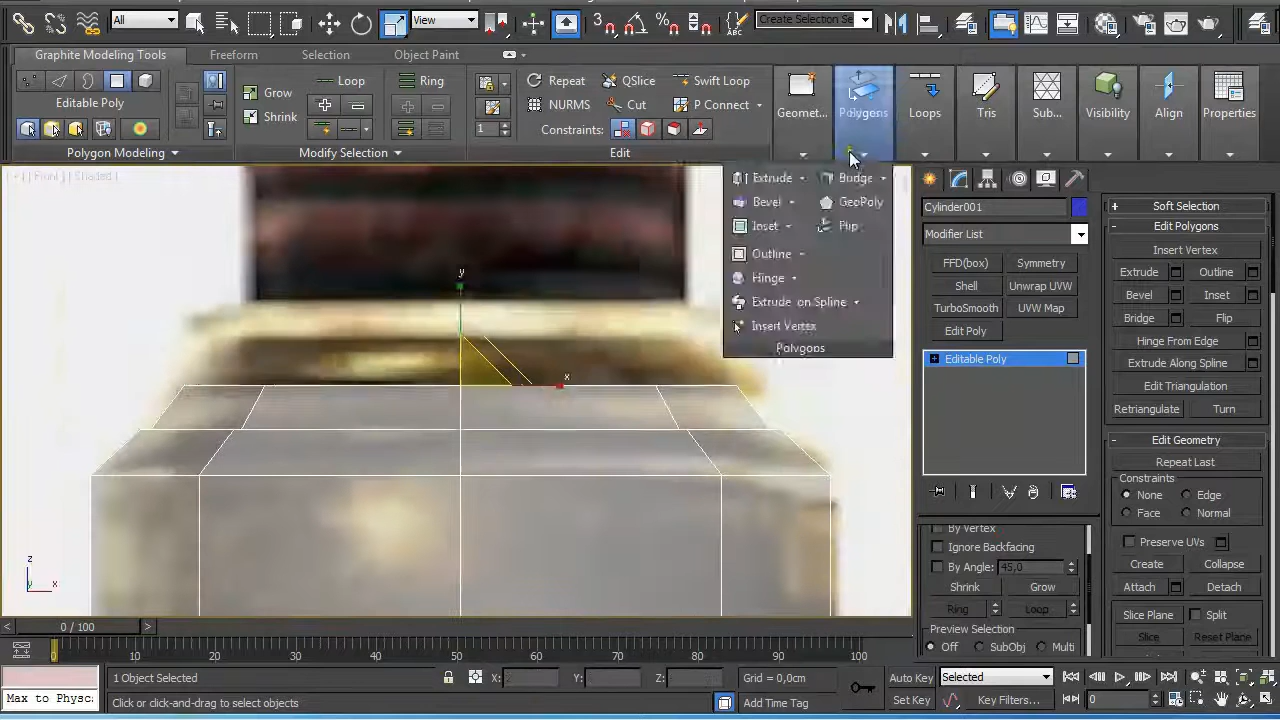 All
View
Create Selection Se
Graphite Modeling Tools
Freeform
Selection
Object Paint
Editable Poly
Polygon Modeling
Grow
Shrink
Loop
Ring
Modify Selection
1
Repeat
QSlice
Swift Loop
NURMS
Cut
P Connect
Constraints:
Edit
Geomet...
Polygons
Loops
Tris
Sub...
Visibility
Align
Properties
Extrude
Bridge
Bevel
GeoPoly
Inset
Flip
Outline
Hinge
Extrude on Spline
Insert Vertex
Polygons
[ + ] [ Front ] [ Shaded ]
y
x
z
y
x
Cylinder001
Modifier List
FFD(box)
Symmetry
Shell
Unwrap UVW
TurboSmooth
UVW Map
Edit Poly
Editable Poly
By Vertex
Ignore Backfacing
By Angle:
45,0
Shrink
Grow
Ring
Loop
Preview Selection
Off
SubObj
Multi
+ Soft Selection
- Edit Polygons
Insert Vertex
Extrude
Outline
Bevel
Inset
Bridge
Flip
Hinge From Edge
Extrude Along Spline
Edit Triangulation
Retriangulate
Turn
- Edit Geometry
Repeat Last
Constraints
None
Edge
Face
Normal
Preserve UVs
Create
Collapse
Attach
Detach
Slice Plane
Split
Slice
Reset Plane
< 0 / 100 >
0 10 20 30 40 50 60 70 80 90 100
Max to Physc
1 Object Selected
Click or click-and-drag to select objects
X:
Y:
Z:
Grid = 0,0cm
Add Time Tag
Auto Key
Selected
Set Key
Key Filters...
0